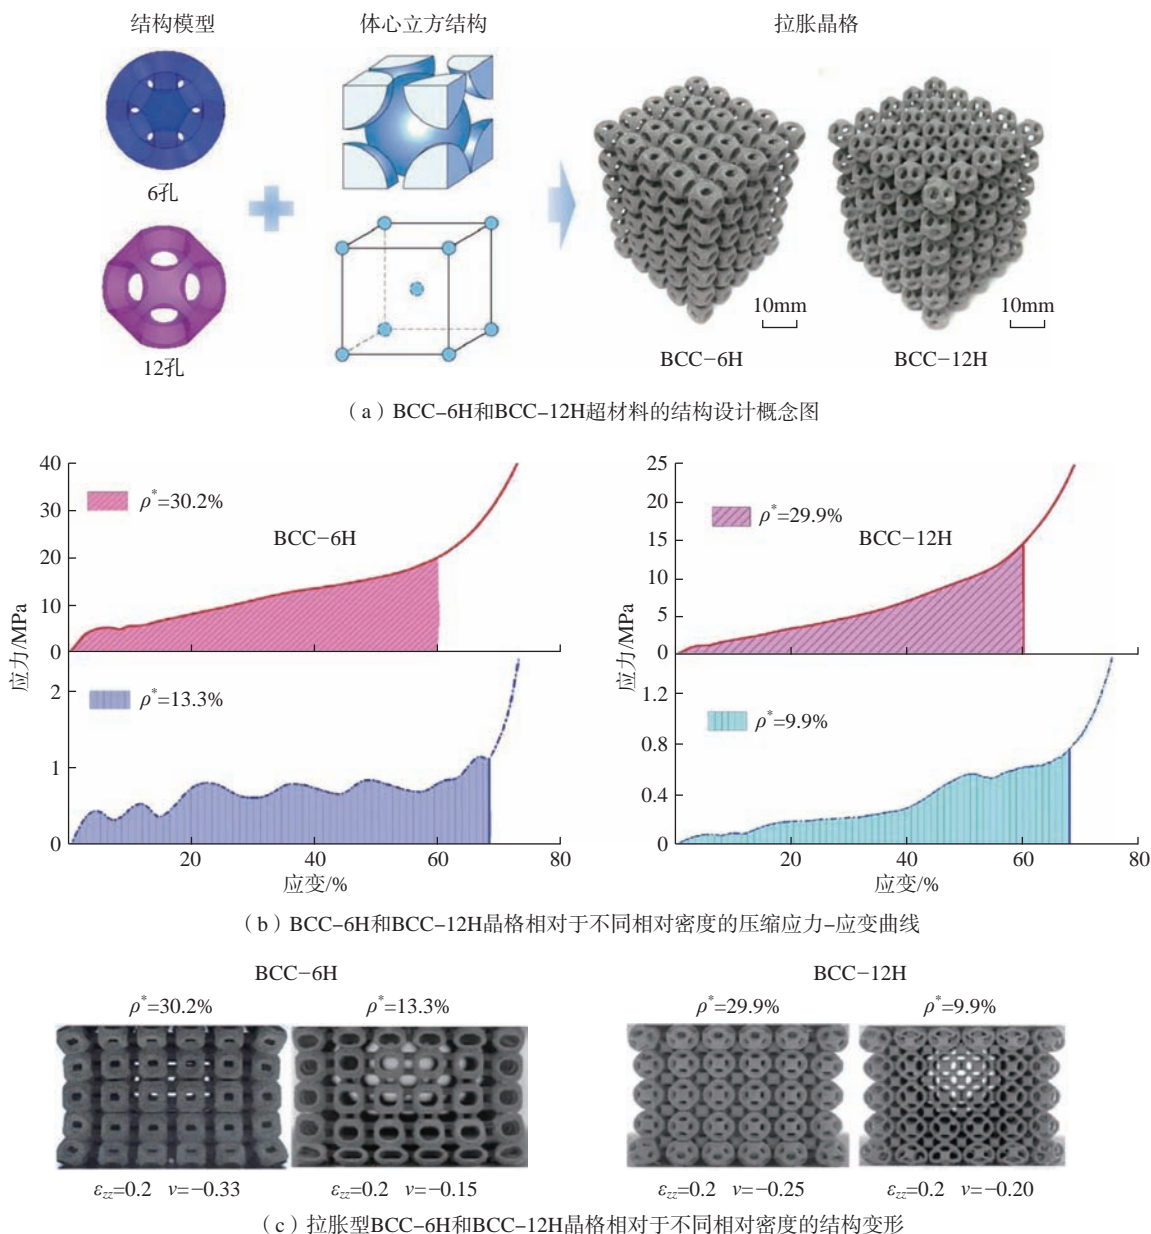 结构模型
体心立方结构
拉胀晶格
6孔
12孔
10mm
10mm
BCC-6H
BCC-12H
（a）BCC-6H和BCC-12H超材料的结构设计概念图
应力/MPa
40
30
20
10
0
ρ*=30.2%
BCC-6H
2
1
0
ρ*=13.3%
20
40
60
80
应变/%
应力/MPa
25
20
15
10
5
0
ρ*=29.9%
BCC-12H
1.2
0.8
0.4
0
ρ*=9.9%
20
40
60
80
应变/%
（b）BCC-6H和BCC-12H晶格相对于不同相对密度的压缩应力-应变曲线
BCC-6H
BCC-12H
ρ*=30.2%
ρ*=13.3%
ρ*=29.9%
ρ*=9.9%
εzz=0.2 ν=-0.33
εzz=0.2 ν=-0.15
εzz=0.2 ν=-0.25
εzz=0.2 ν=-0.20
（c）拉胀型BCC-6H和BCC-12H晶格相对于不同相对密度的结构变形